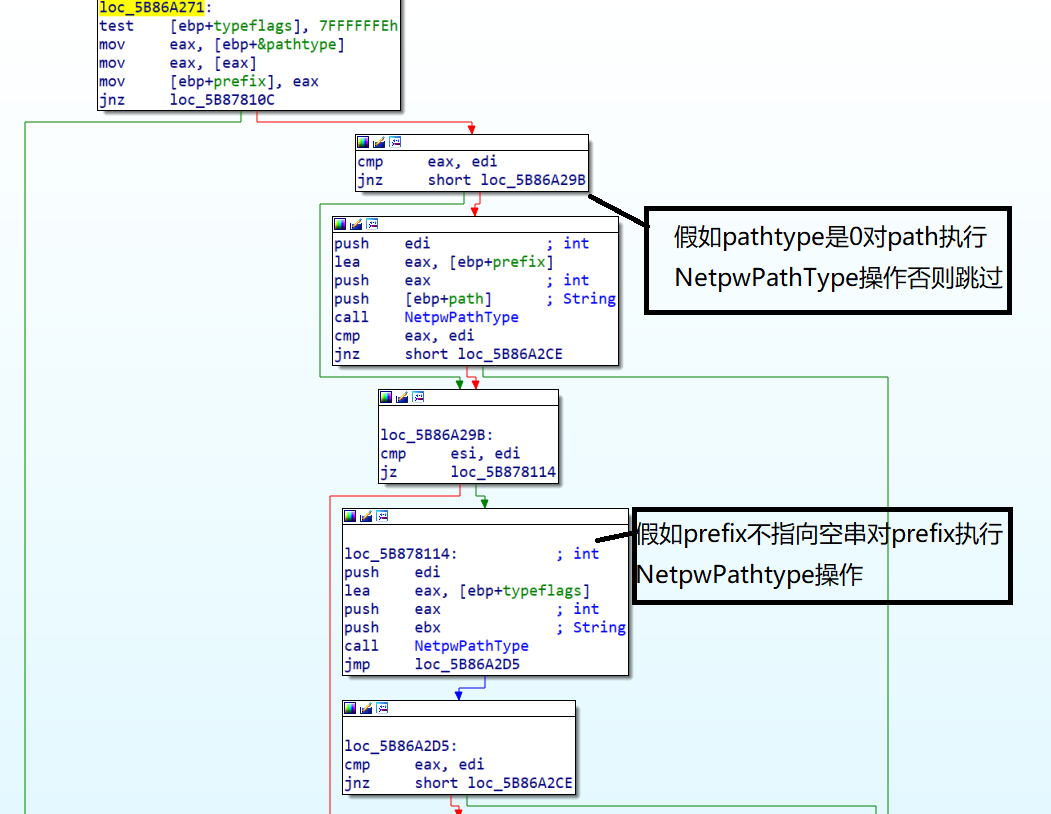 loc_5B86A271:
test [ebp+typeflags], 7FFFFFFEh
mov eax, [ebp+&pathtype]
mov eax, [eax]
mov [ebp+prefix], eax
jnz loc_5B87810C
cmp eax, edi
jnz short loc_5B86A29B
假如pathtype是0对path执行
NetpwPathType操作否则跳过
push edi ; int
lea eax, [ebp+prefix]
push eax ; int
push [ebp+path] ; String
call NetpwPathType
cmp eax, edi
jnz short loc_5B86A2CE
loc_5B86A29B:
cmp esi, edi
jz loc_5B878114
假如prefix不指向空串对prefix执行
NetpwPathtype操作
loc_5B878114: ; int
push edi
lea eax, [ebp+typeflags]
push eax ; int
push ebx ; String
call NetpwPathType
jmp loc_5B86A2D5
loc_5B86A2D5:
cmp eax, edi
jnz short loc_5B86A2CE